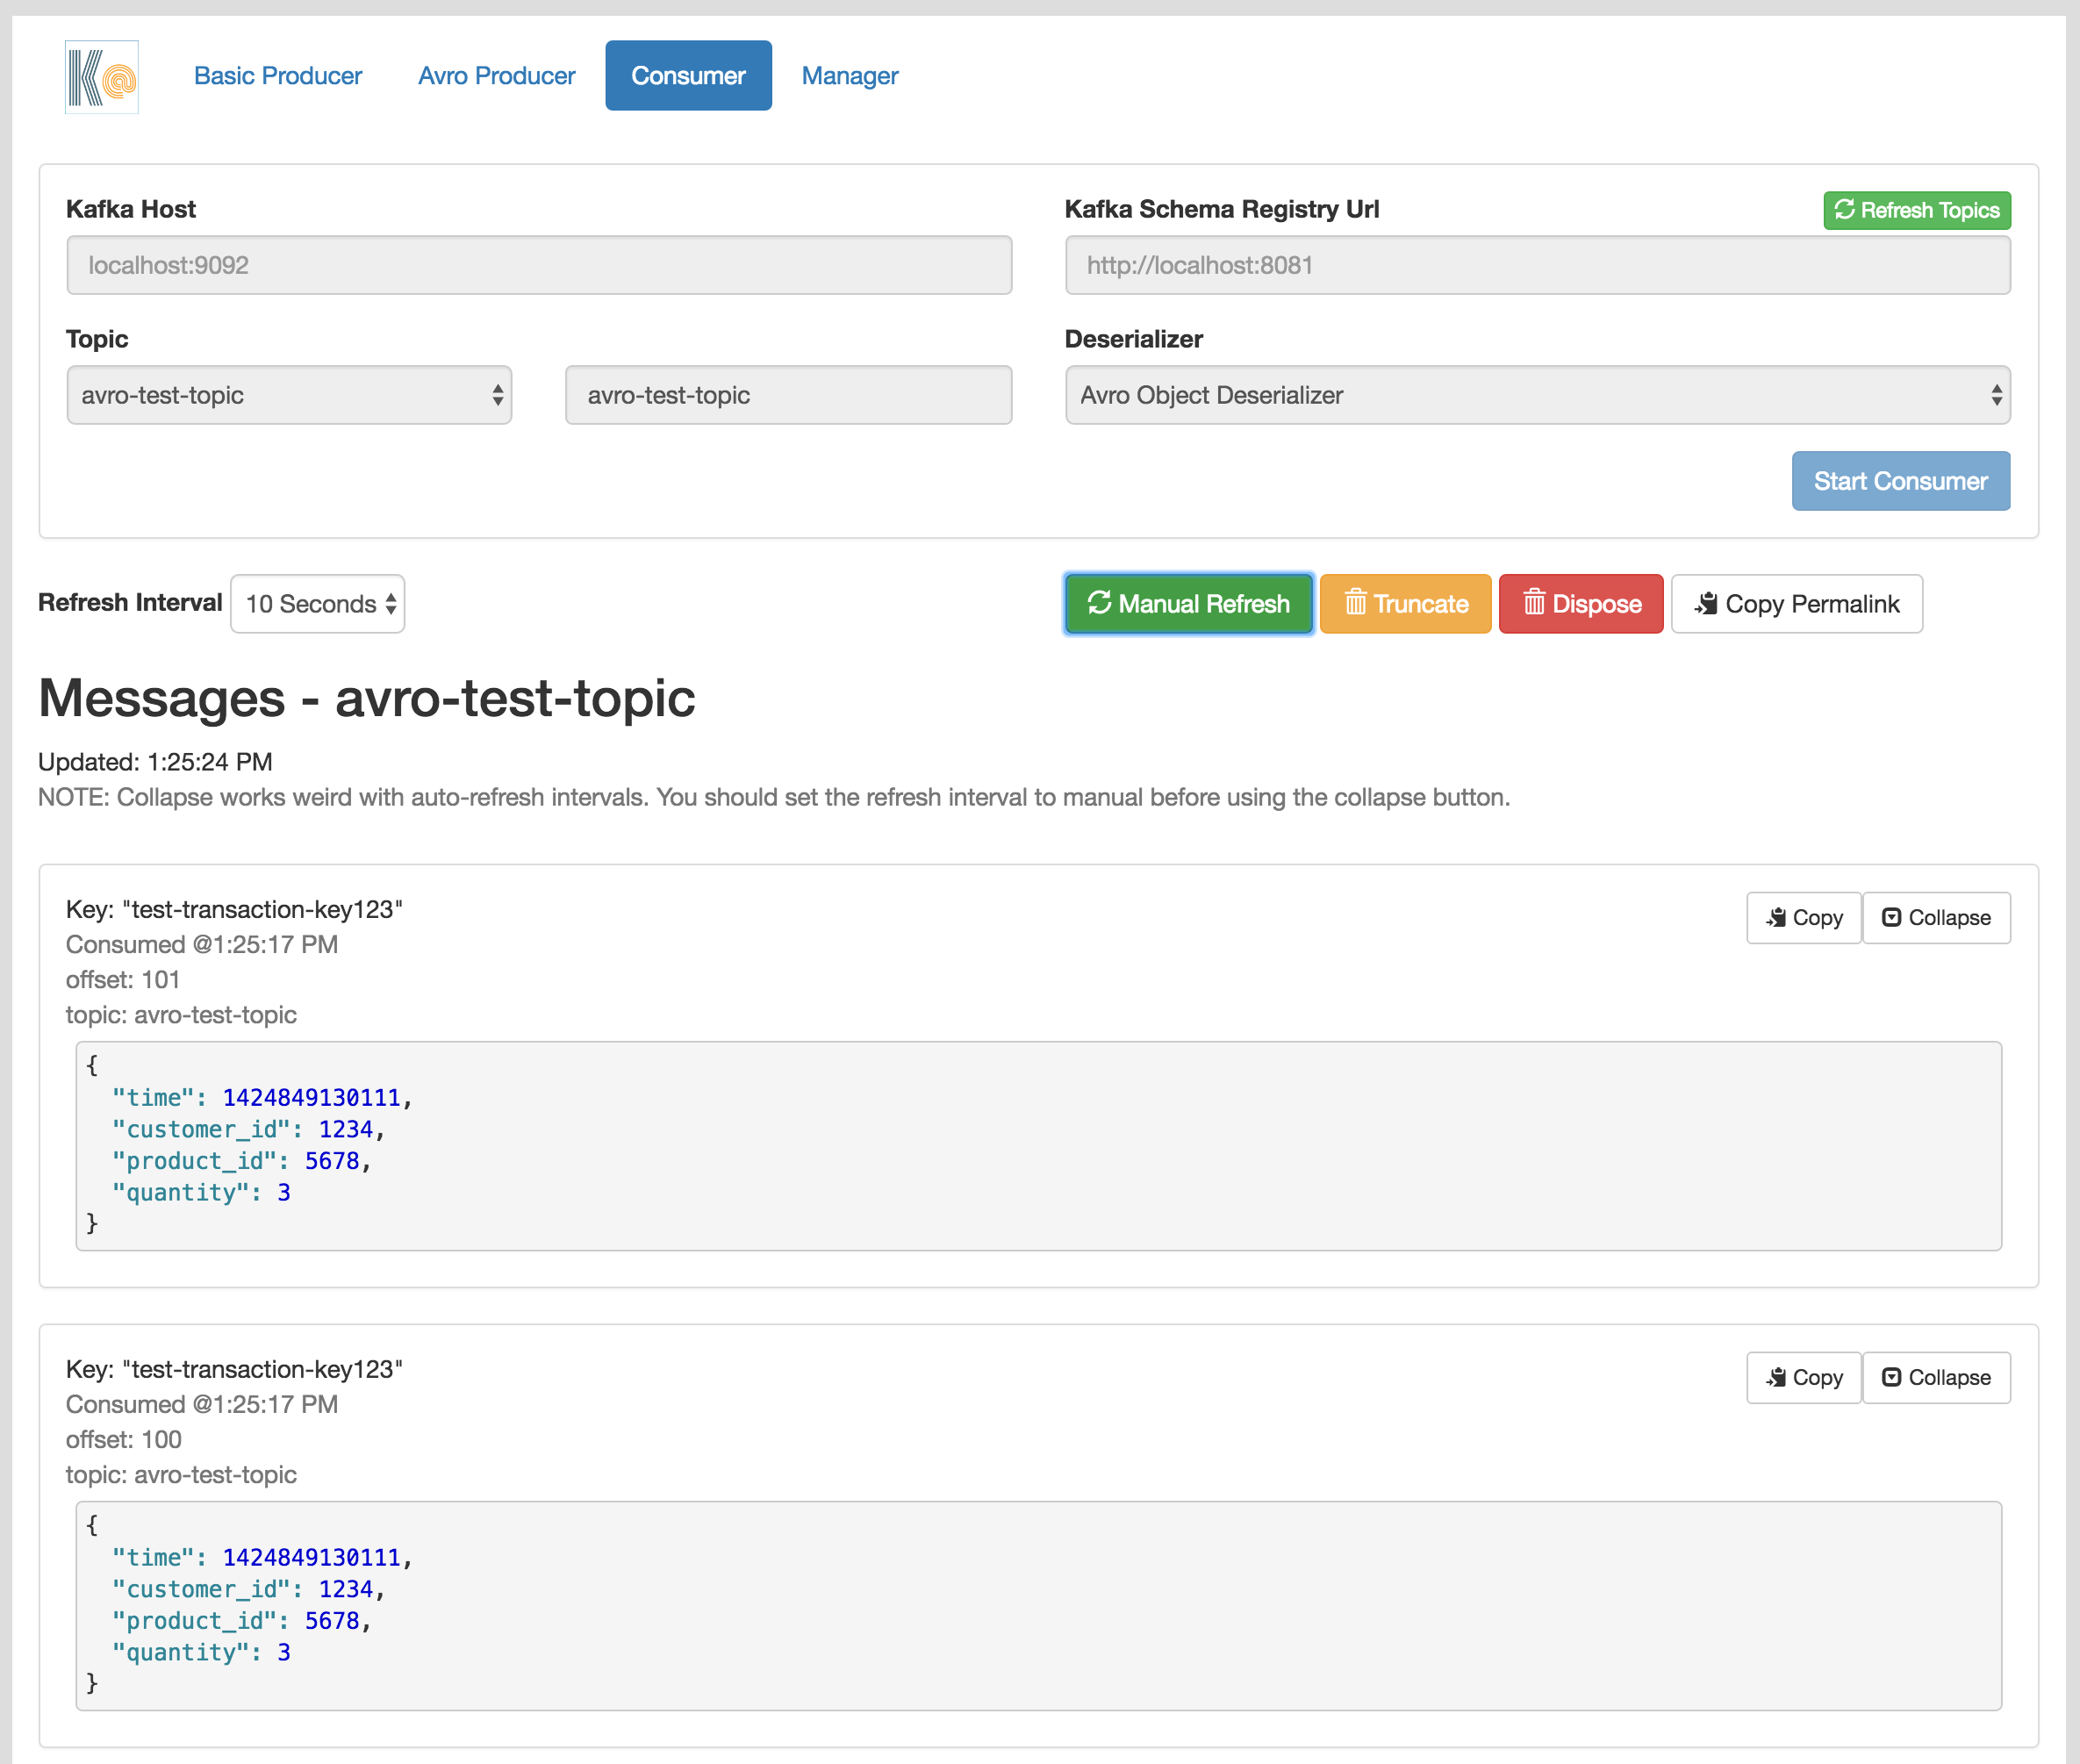 K@
Basic Producer Avro Producer Consumer Manager
Kafka Host Kafka Schema Registry Url Refresh Topics
localhost:9092 http://localhost:8081
Topic Deserializer
avro-test-topic avro-test-topic Avro Object Deserializer
Start Consumer
Refresh Interval 10 Seconds Manual Refresh Truncate Dispose Copy Permalink
Messages - avro-test-topic
Updated: 1:25:24 PM
NOTE: Collapse works weird with auto-refresh intervals. You should set the refresh interval to manual before using the collapse button.
Key: "test-transaction-key123" Copy Collapse
Consumed @1:25:17 PM
offset: 101
topic: avro-test-topic
{
"time": 1424849130111,
"customer_id": 1234,
"product_id": 5678,
"quantity": 3
}
Key: "test-transaction-key123" Copy Collapse
Consumed @1:25:17 PM
offset: 100
topic: avro-test-topic
{
"time": 1424849130111,
"customer_id": 1234,
"product_id": 5678,
"quantity": 3
}